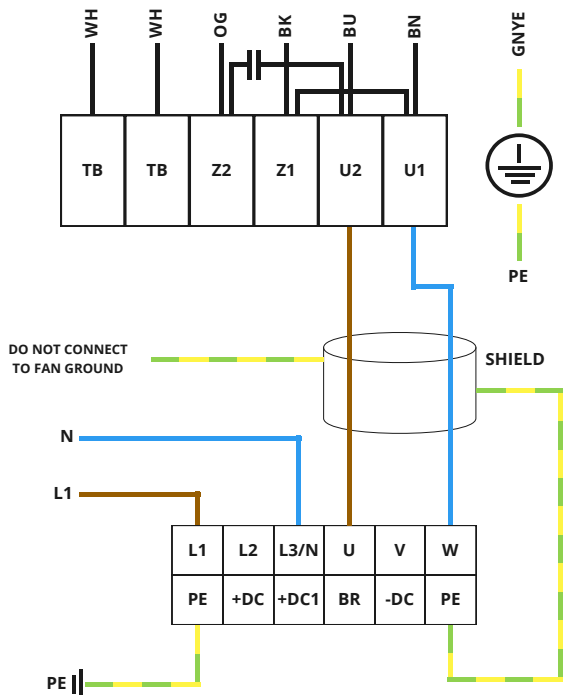 WH
WH
OG
BK
BU
BN
GNYE
TB
TB
Z2
Z1
U2
U1
PE
DO NOT CONNECT
TO FAN GROUND
SHIELD
N
L1
L1
L2
L3/N
U
V
W
PE
+DC
+DC1
BR
-DC
PE
PE